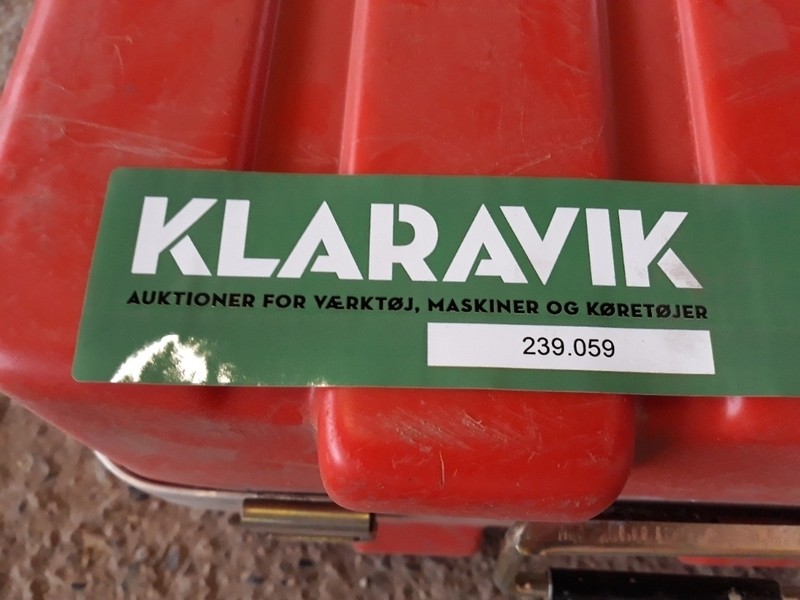 KLARAVIK
AUKTIONER FOR VÆRKTØJ, MASKINER OG KØRETØJER
239.059